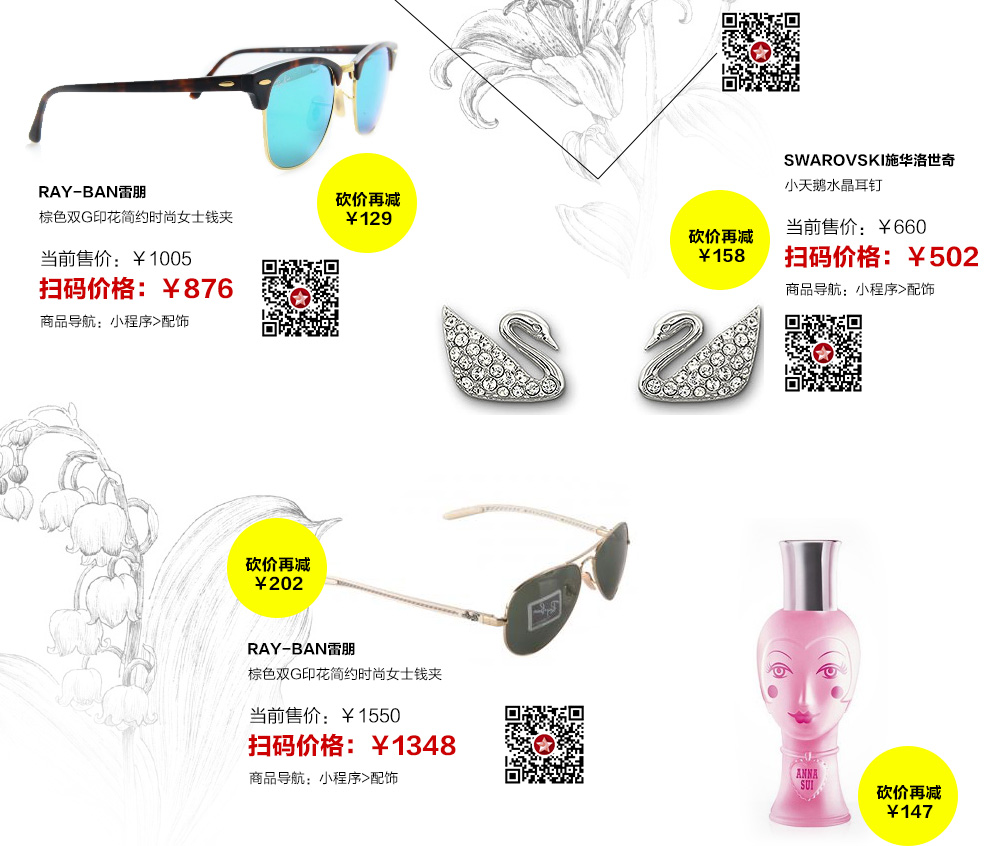 RAY-BAN雷朋
棕色双G印花简约时尚女士钱夹
当前售价：￥1005
扫码价格：￥876
商品导航：小程序>配饰
砍价再减
￥129
SWAROVSKI施华洛世奇
小天鹅水晶耳钉
当前售价：￥660
扫码价格：￥502
商品导航：小程序>配饰
砍价再减
￥158
砍价再减
￥202
Ray-Ban
RAY-BAN雷朋
棕色双G印花简约时尚女士钱夹
当前售价：￥1550
扫码价格：￥1348
商品导航：小程序>配饰
ANNA
SUI
砍价再减
￥147